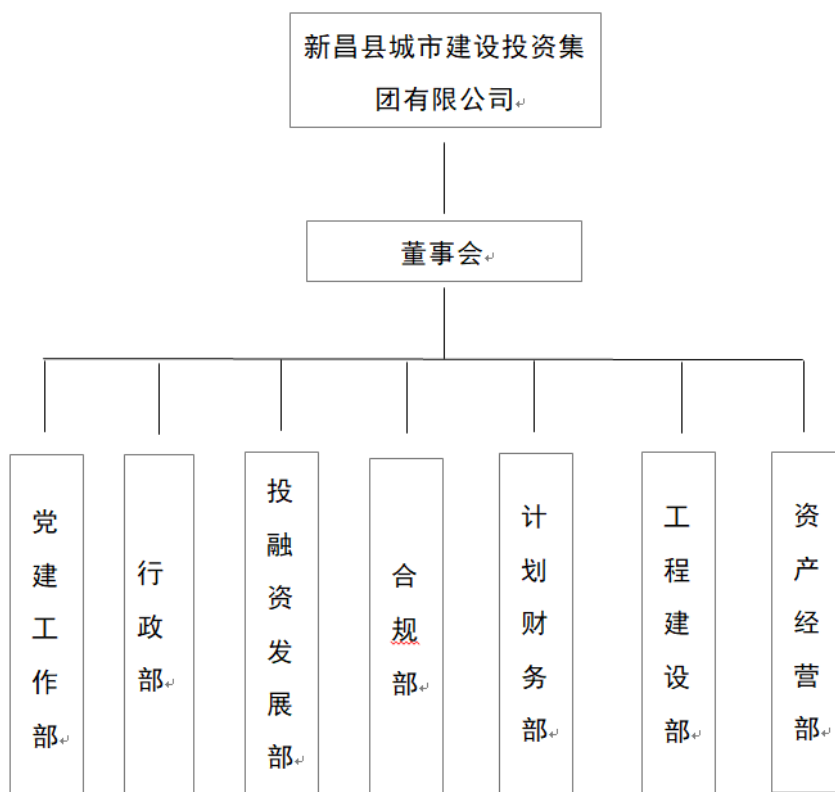 新昌县城市建设投资集
团有限公司
董事会
党建工作部
行政部
投融资发展部
合规部
计划财务部
工程建设部
资产经营部